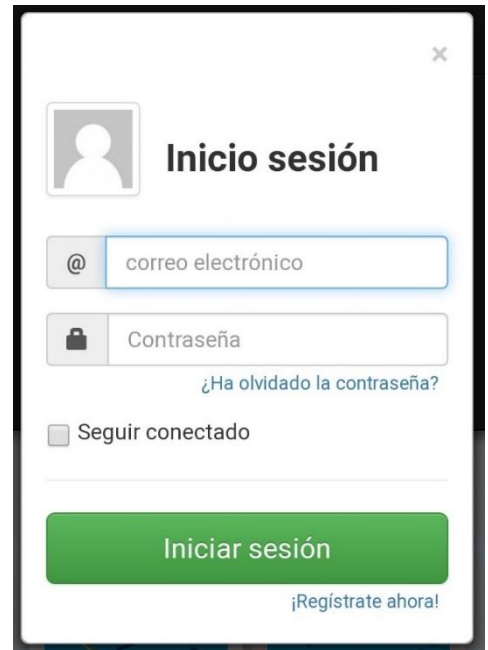 ×
Inicio sesión
@ correo electrónico
Contraseña
¿Ha olvidado la contraseña?
Seguir conectado
Iniciar sesión
¡Regístrate ahora!